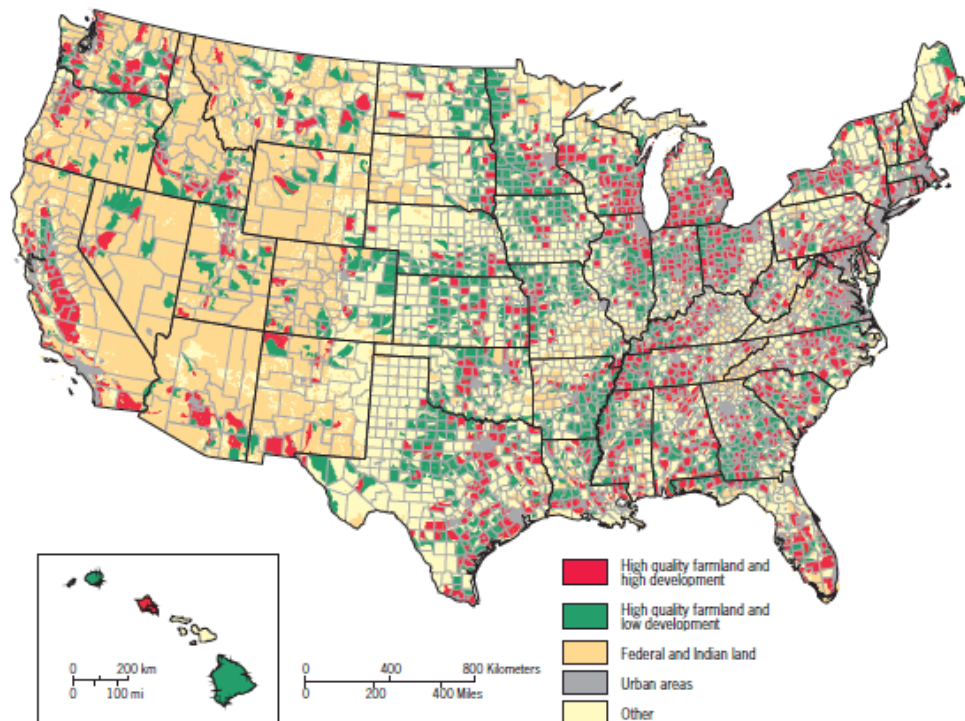 High quality farmland and
high development
High quality farmland and
low development
Federal and Indian land
Urban areas
Other
0 200 km
0 100 mi
0 400 800 Kilometers
0 200 400 Miles